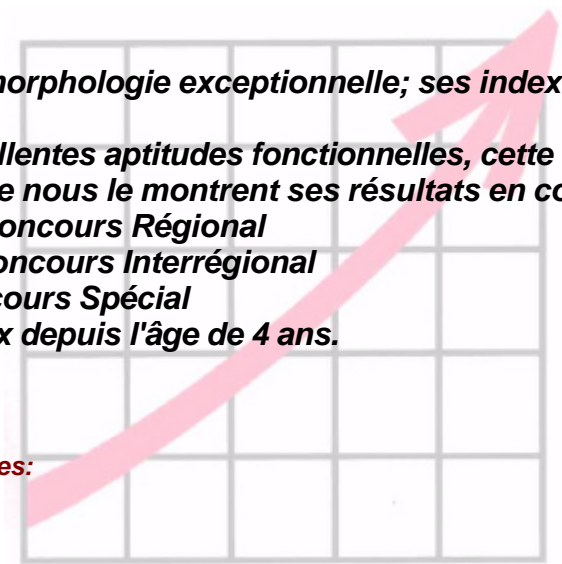 morphologie exceptionnelle; ses index
llentes aptitudes fonctionnelles, cette
e nous le montrent ses résultats en co
oncours Régional
oncours Interrégional
cours Spécial
x depuis l'âge de 4 ans.
es: